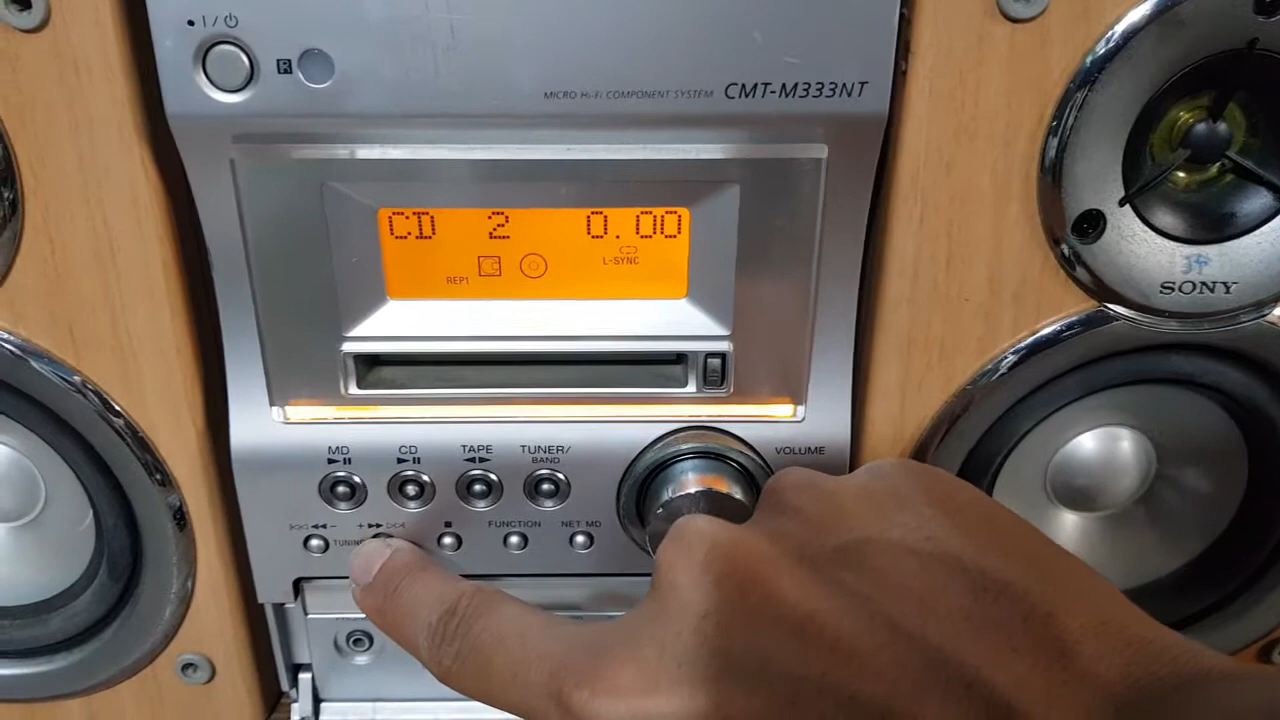 I / ⏻
R
MICRO Hi-Fi COMPONENT SYSTEM CMT-M333NT
CD 2 0.00
L-SYNC
REP1
SONY
MD CD TAPE TUNER/
BAND
VOLUME
- + FUNCTION NET MD
TUNING